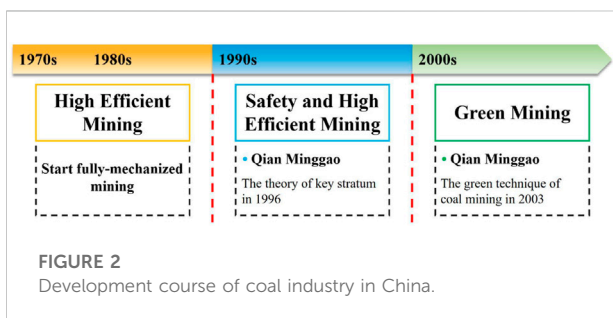 1970s 1980s 1990s 2000s
High Efficient
Mining
Start fully-mechanized
mining
Safety and High
Efficient Mining
• Qian Minggao
The theory of key stratum
in 1996
Green Mining
• Qian Minggao
The green technique of
coal mining in 2003
FIGURE 2
Development course of coal industry in China.